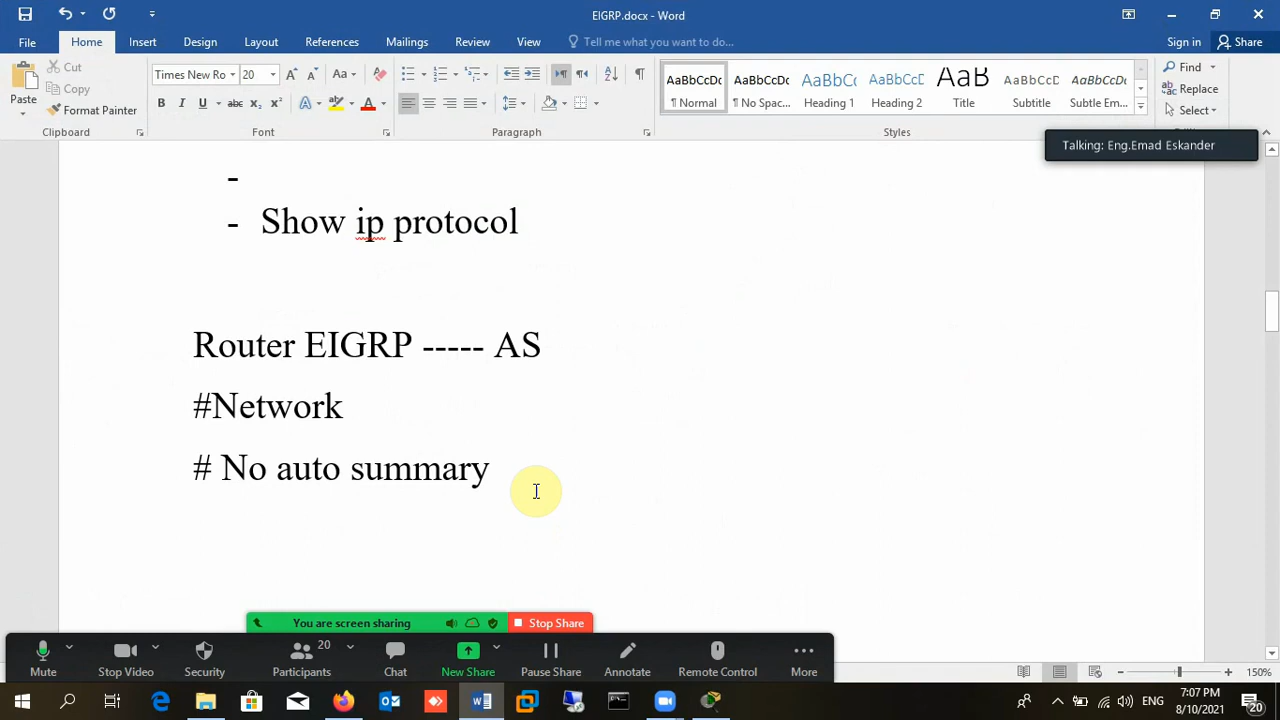 EIGRP.docx - Word
File Home Insert Design Layout References Mailings Review View Tell me what you want to do... Sign in Share
Paste Cut Copy Format Painter
Clipboard
Times New Ro 20
Font
Paragraph
AaBbCcDc ¶ Normal
AaBbCcDc ¶ No Spac...
AaBbCc Heading 1
AaBbCcD Heading 2
AaB Title
AaBbCcD Subtitle
AaBbCcD Subtle Em...
Styles
Find
Replace
Select
Talking: Eng.Emad Eskander
-
- Show ip protocol
Router EIGRP ----- AS
#Network
# No auto summary
You are screen sharing Stop Share
Mute Stop Video Security Participants 20 Chat New Share Pause Share Annotate Remote Control More
150%
ENG 7:07 PM
8/10/2021
20